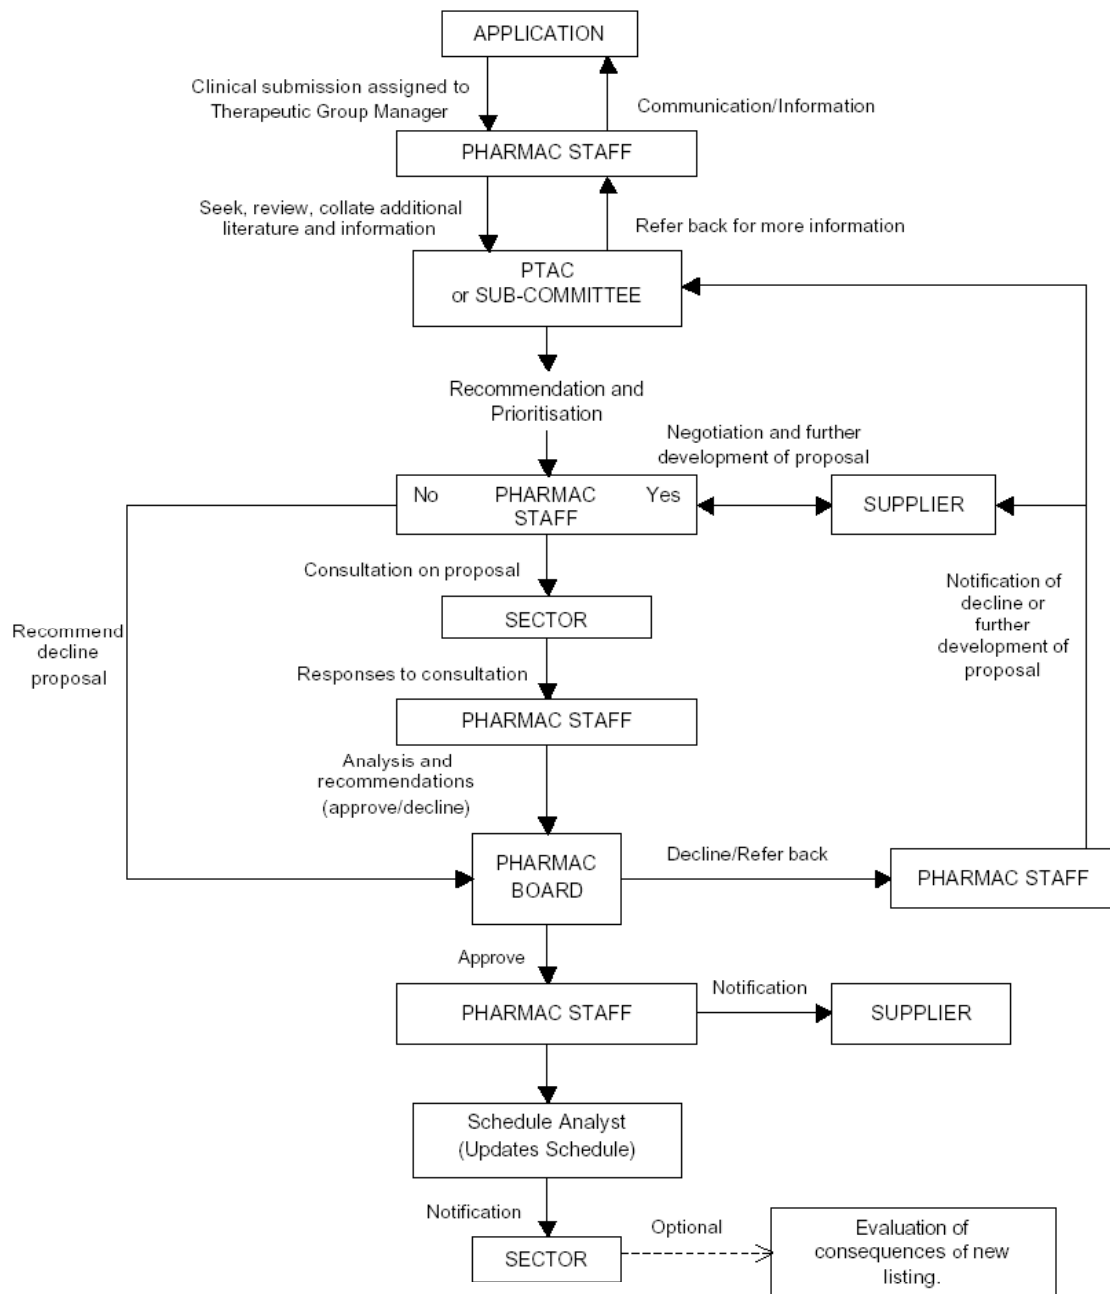 APPLICATION
Clinical submission assigned to
Therapeutic Group Manager
Communication/Information
PHARMAC STAFF
Seek, review, collate additional
literature and information
Refer back for more information
PTAC
or SUB-COMMITTEE
Recommendation and
Prioritisation
Negotiation and further
development of proposal
No PHARMAC Yes
STAFF
SUPPLIER
Consultation on proposal
Notification of
decline or
further
development of
proposal
SECTOR
Recommend
decline
proposal
Responses to consultation
PHARMAC STAFF
Analysis and
recommendations
(approve/decline)
PHARMAC
BOARD
Decline/Refer back
PHARMAC STAFF
Approve
PHARMAC STAFF
Notification
SUPPLIER
Schedule Analyst
(Updates Schedule)
Notification
SECTOR
Optional
Evaluation of
consequences of new
listing.